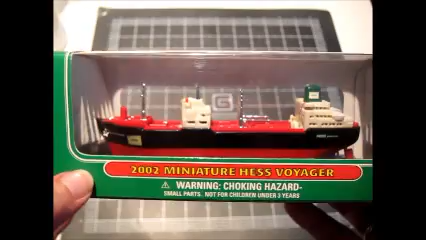 2002 MINIATURE HESS VOYAGER
WARNING: CHOKING HAZARD-
SMALL PARTS. NOT FOR CHILDREN UNDER 3 YEARS